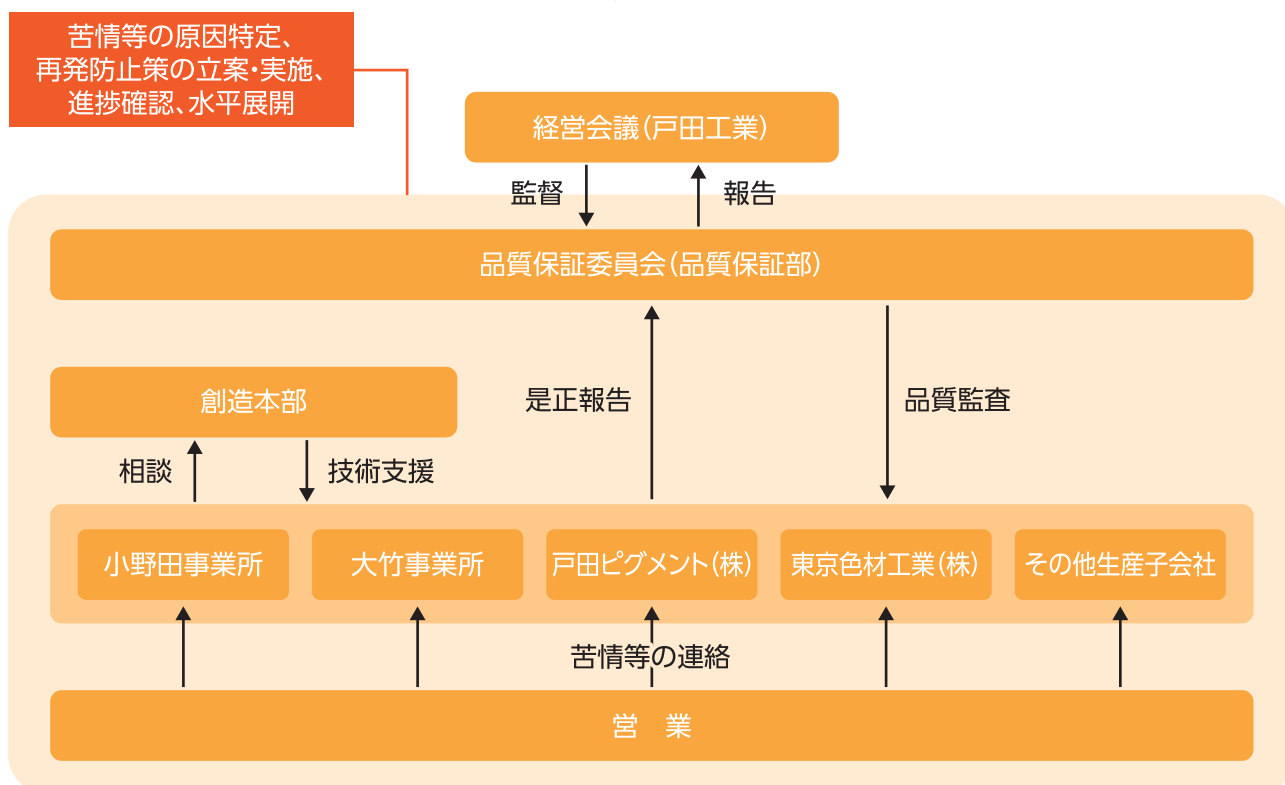 苦情等の原因特定、
再発防止策の立案・実施、
進捗確認、水平展開
経営会議(戸田工業)
監督
報告
品質保証委員会(品質保証部)
創造本部
是正報告
品質監査
相談
技術支援
小野田事業所
大竹事業所
戸田ピグメント(株)
東京色材工業(株)
その他生産子会社
苦情等の連絡
営　業